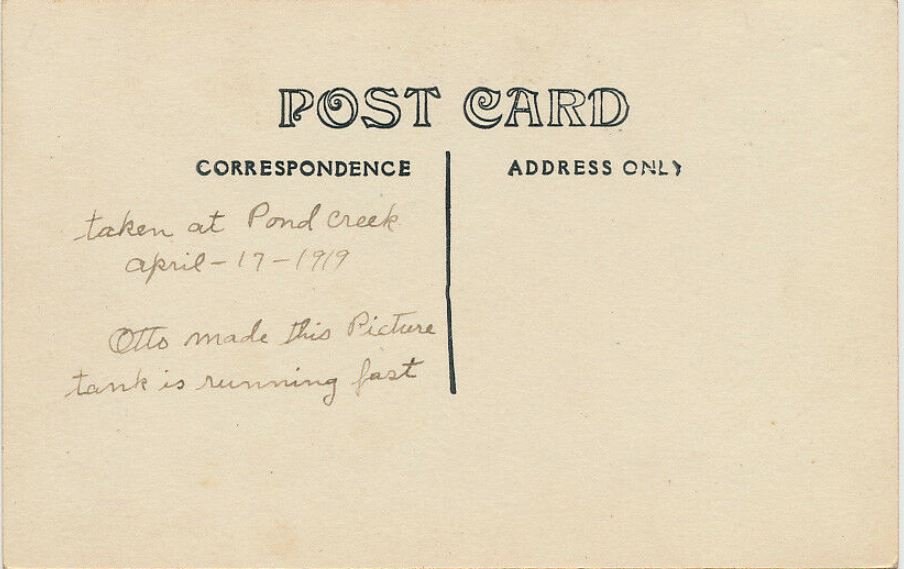 POST CARD
CORRESPONDENCE
ADDRESS ONLY
taken at Pond Creek
april - 17 - 1919
Otto made this Picture
tank is running fast